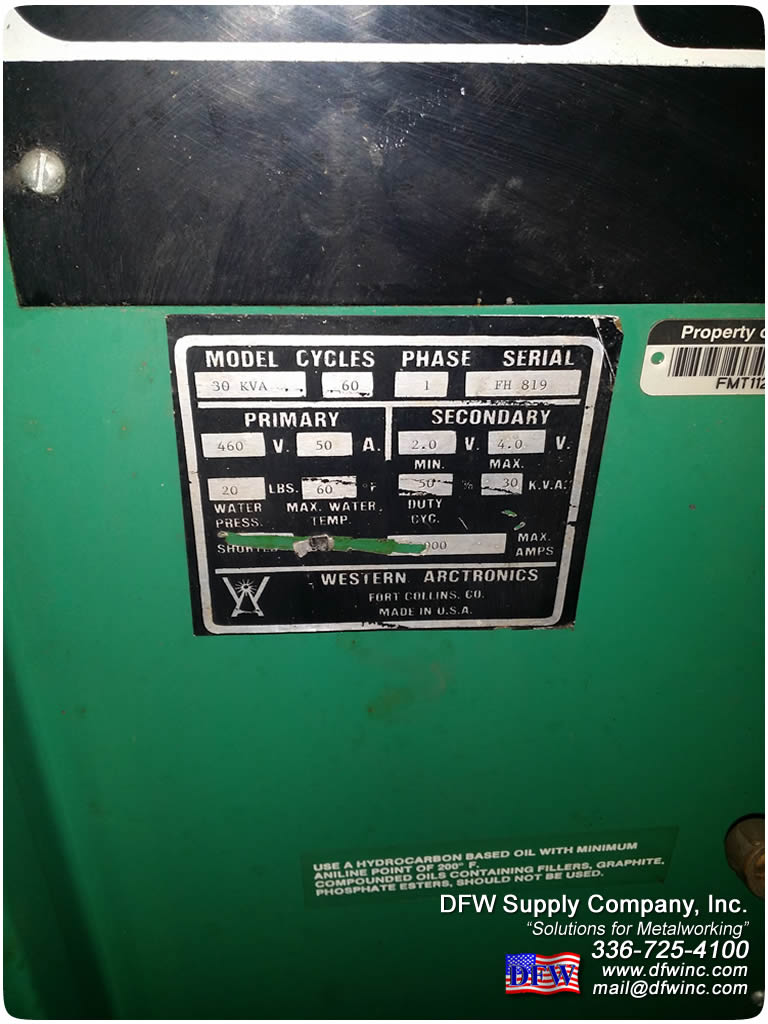 Property
FMT112
MODEL CYCLES PHASE SERIAL
30 KVA 60 1 FH 819
PRIMARY SECONDARY
460 V. 50 A. 2.0 V. 4.0 V.
MIN. MAX.
20 LBS. 60 °F 50 % 30 K.V.A.
WATER PRESS. MAX. WATER TEMP. DUTY CYC.
000 MAX. AMPS
WESTERN ARCTRONICS
FORT COLLINS, CO.
MADE IN U.S.A.
USE A HYDROCARBON BASED OIL WITH MINIMUM
ANILINE POINT OF 200° F.
COMPOUNDED OILS CONTAINING FILLERS, GRAPHITE,
PHOSPHATE ESTERS, SHOULD NOT BE USED.
DFW Supply Company, Inc.
"Solutions for Metalworking"
336-725-4100
DFW www.dfwinc.com
mail@dfwinc.com